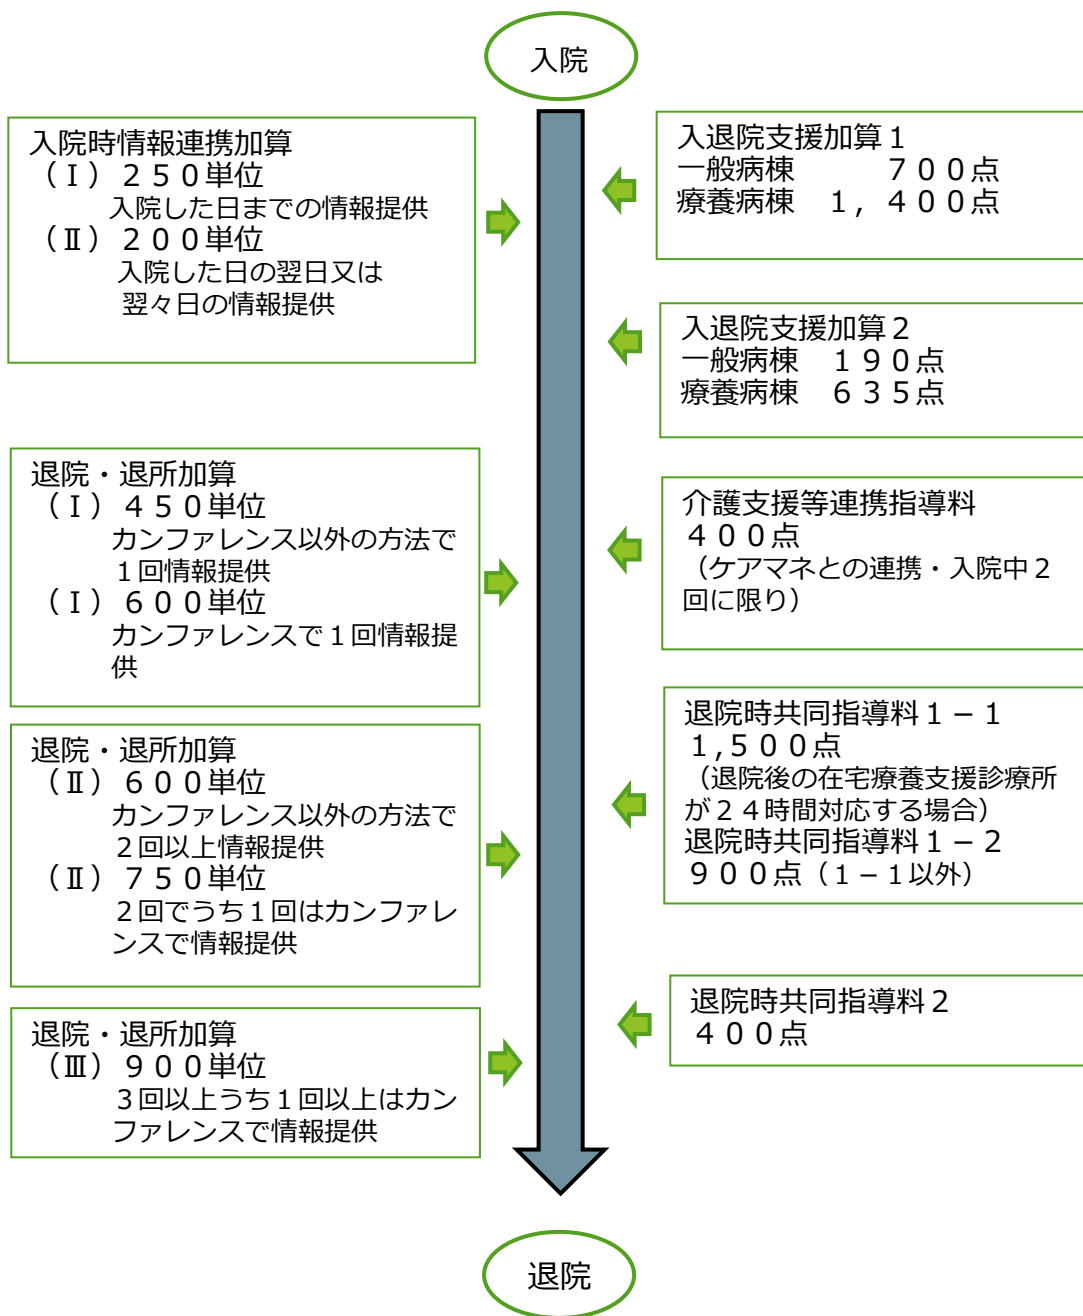 入院
入院時情報連携加算
（Ⅰ）２５０単位
入院した日までの情報提供
（Ⅱ）２００単位
入院した日の翌日又は
翌々日の情報提供
入退院支援加算１
一般病棟　　　７００点
療養病棟　１，４００点
入退院支援加算２
一般病棟　１９０点
療養病棟　６３５点
退院・退所加算
（Ⅰ）４５０単位
カンファレンス以外の方法で
１回情報提供
（Ⅰ）６００単位
カンファレンスで１回情報提
供
介護支援等連携指導料
４００点
（ケアマネとの連携・入院中２
回に限り）
退院・退所加算
（Ⅱ）６００単位
カンファレンス以外の方法で
２回以上情報提供
（Ⅱ）７５０単位
２回でうち１回はカンファレ
ンスで情報提供
退院時共同指導料１－１
１,５００点
（退院後の在宅療養支援診療所
が２４時間対応する場合）
退院時共同指導料１－２
９００点（１－１以外）
退院・退所加算
（Ⅲ）９００単位
３回以上うち１回以上はカン
ファレンスで情報提供
退院時共同指導料２
４００点
退院